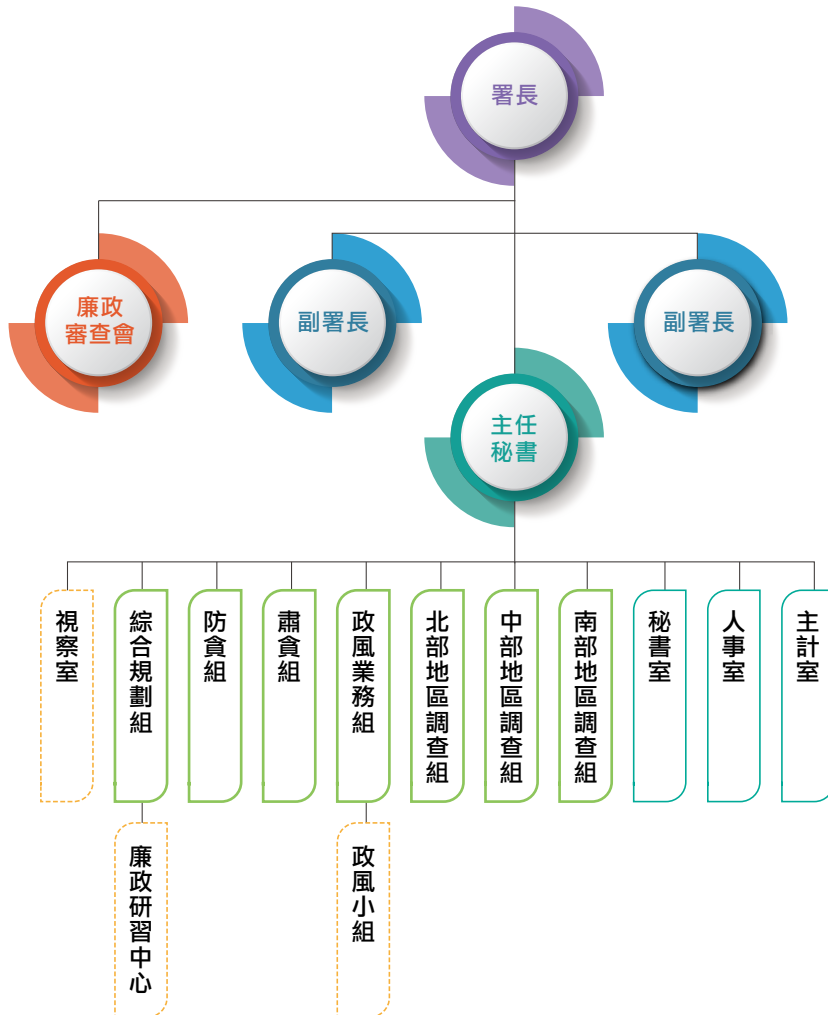 署長
廉政
審查會
副署長
副署長
主任
秘書
視察室
綜合規劃組
防貪組
肅貪組
政風業務組
北部地區調查組
中部地區調查組
南部地區調查組
秘書室
人事室
主計室
廉政研習中心
政風小組